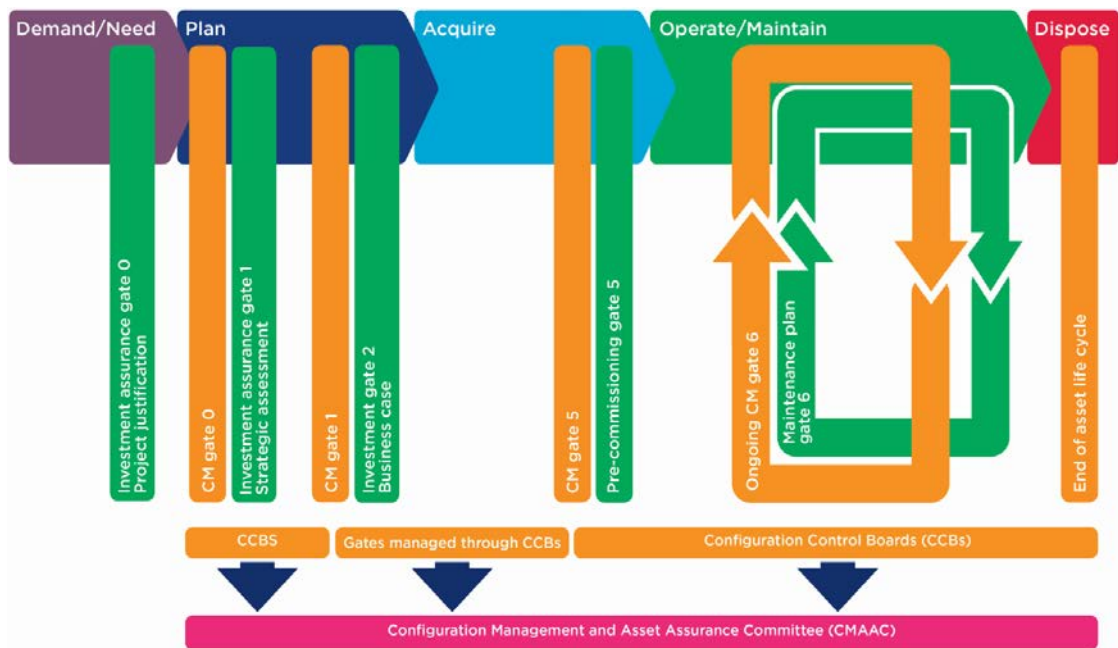 Demand/Need
Plan
Acquire
Operate/Maintain
Dispose
Investment assurance gate 0
Project justification
CM gate 0
Investment assurance gate 1
Strategic assessment
CM gate 1
Investment gate 2
Business case
CM gate 5
Pre-commissioning gate 5
Ongoing CM gate 6
Maintenance plan
gate 6
End of asset life cycle
CCBS
Gates managed through CCBs
Configuration Control Boards (CCBs)
Configuration Management and Asset Assurance Committee (CMAAC)